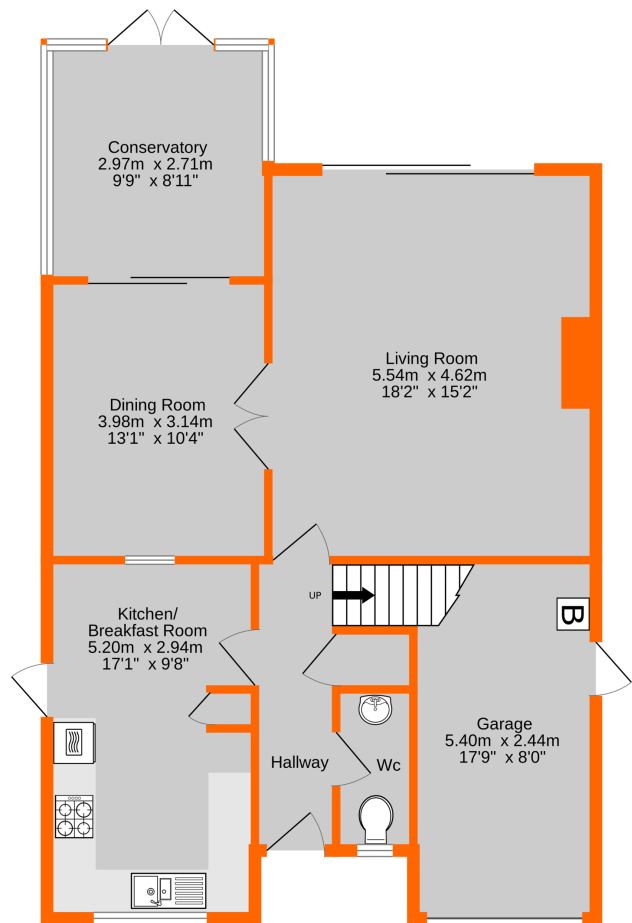 Conservatory
2.97m x 2.71m
9'9" x 8'11"
Living Room
5.54m x 4.62m
18'2" x 15'2"
Dining Room
3.98m x 3.14m
13'1" x 10'4"
UP
B
Kitchen/
Breakfast Room
5.20m x 2.94m
17'1" x 9'8"
Garage
5.40m x 2.44m
17'9" x 8'0"
Hallway
Wc